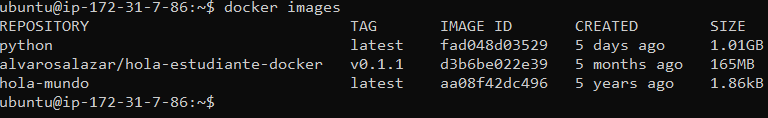 ubuntu@ip-172-31-7-86:~$ docker images
REPOSITORY TAG IMAGE ID CREATED SIZE
python latest fad048d03529 5 days ago 1.01GB
alvarosalazar/hola-estudiante-docker v0.1.1 d3b6be022e39 5 months ago 165MB
hola-mundo latest aa08f42dc496 5 years ago 1.86kB
ubuntu@ip-172-31-7-86:~$